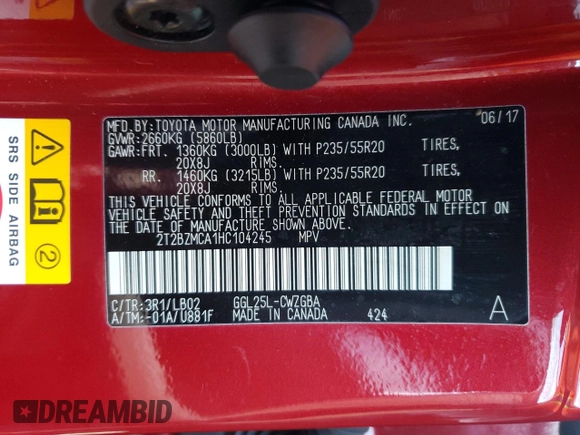 MFD.BY:TOYOTA MOTOR MANUFACTURING CANADA INC. 06/17
GVWR:2660KG (5860LB)
GAWR:FRT. 1360KG (3000LB) WITH P235/55R20 TIRES,
20X8J RIMS.
RR. 1460KG (3215LB) WITH P235/55R20 TIRES,
20X8J RIMS.
THIS VEHICLE CONFORMS TO ALL APPLICABLE FEDERAL MOTOR
VEHICLE SAFETY AND THEFT PREVENTION STANDARDS IN EFFECT ON
THE DATE OF MANUFACTURE SHOWN ABOVE.
2T2BZMCA1HC104245 MPV
C/TR:3R1/LB02 GGL25L-CWZGBA
A/TM:-01A/U881F MADE IN CANADA 424 A
SRS SIDE AIRBAG
2
DREAMBID